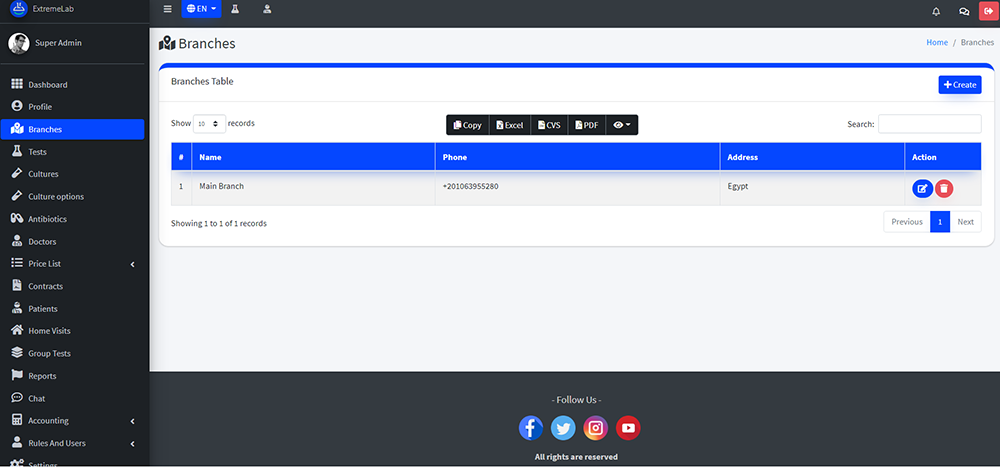 ExtremeLab
EN
Super Admin
Dashboard
Profile
Branches
Tests
Cultures
Culture options
Antibiotics
Doctors
Price List
Contracts
Patients
Home Visits
Group Tests
Reports
Chat
Accounting
Rules And Users
Settings
Branches
Home / Branches
Branches Table
Create
Show 10 records
Copy Excel CVS PDF
Search:
# Name Phone Address Action
1 Main Branch +201063955280 Egypt
Showing 1 to 1 of 1 records
Previous 1 Next
- Follow Us -
All rights are reserved